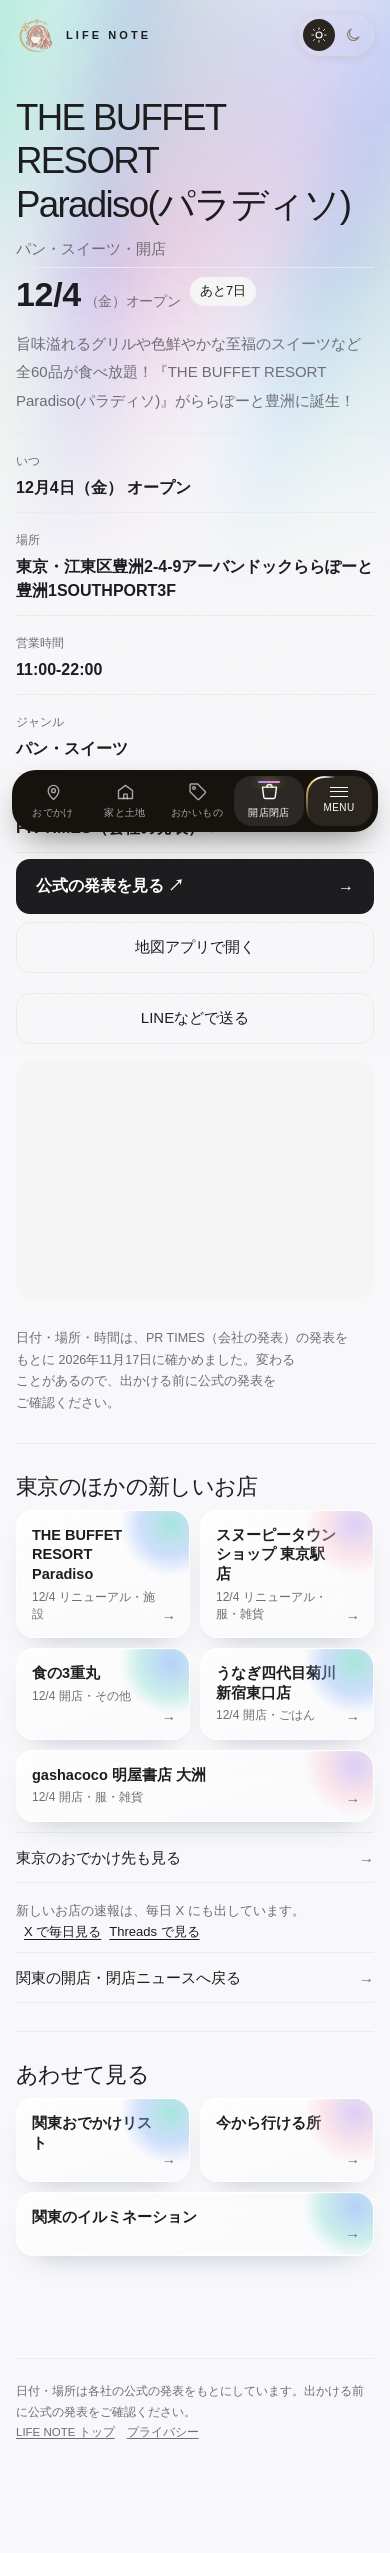 LIFE NOTE
THE BUFFET
RESORT
Paradiso(パラディソ)
パン・スイーツ・開店
12/4（金）オープン あと7日
旨味溢れるグリルや色鮮やかな至福のスイーツなど
全60品が食べ放題！『THE BUFFET RESORT
Paradiso(パラディソ)』がららぽーと豊洲に誕生！
いつ
12月4日（金） オープン
場所
東京・江東区豊洲2-4-9アーバンドックららぽーと
豊洲1SOUTHPORT3F
営業時間
11:00-22:00
ジャンル
パン・スイーツ
おでかけ 家と土地 おかいもの 開店閉店 MENU
公式の発表を見る ↗ →
地図アプリで開く
LINEなどで送る
日付・場所・時間は、PR TIMES（会社の発表）の発表を
もとに 2026年11月17日に確かめました。変わる
ことがあるので、出かける前に公式の発表を
ご確認ください。
東京のほかの新しいお店
THE BUFFET
RESORT
Paradiso
12/4 リニューアル・施
設 →
スヌーピータウン
ショップ 東京駅
店
12/4 リニューアル・
服・雑貨 →
食の3重丸
12/4 開店・その他
→
うなぎ四代目菊川
新宿東口店
12/4 開店・ごはん →
gashacoco 明屋書店 大洲
12/4 開店・服・雑貨 →
東京のおでかけ先も見る →
新しいお店の速報は、毎日 X にも出しています。
X で毎日見る Threads で見る
関東の開店・閉店ニュースへ戻る →
あわせて見る
関東おでかけリス
ト →
今から行ける所
→
関東のイルミネーション
→
日付・場所は各社の公式の発表をもとにしています。出かける前
に公式の発表をご確認ください。
LIFE NOTE トップ プライバシー